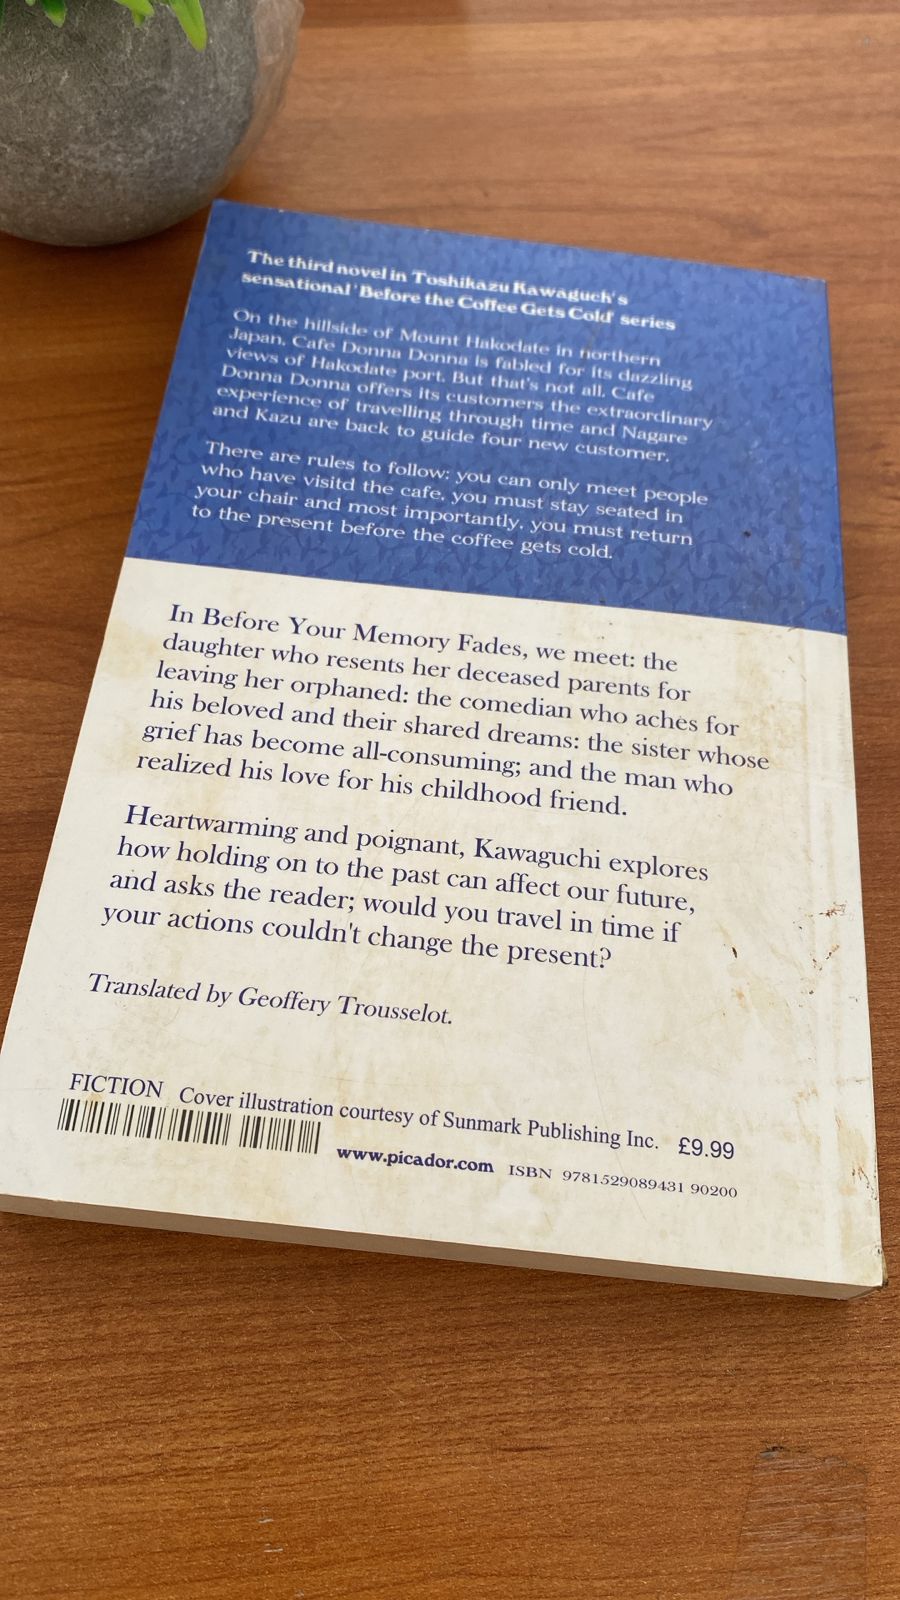 The third novel in Toshikazu Kawaguch's
sensational 'Before the Coffee Gets Cold' series
On the hillside of Mount Hakodate in northern
Japan, Cafe Donna Donna is fabled for its dazzling
views of Hakodate port. But that's not all. Cafe
Donna Donna offers its customers the extraordinary
experience of travelling through time and Nagare
and Kazu are back to guide four new customer.
There are rules to follow: you can only meet people
who have visitd the cafe, you must stay seated in
your chair and most importantly, you must return
to the present before the coffee gets cold.
In Before Your Memory Fades, we meet: the
daughter who resents her deceased parents for
leaving her orphaned: the comedian who aches for
his beloved and their shared dreams: the sister whose
grief has become all-consuming; and the man who
realized his love for his childhood friend.
Heartwarming and poignant, Kawaguchi explores
how holding on to the past can affect our future,
and asks the reader; would you travel in time if
your actions couldn't change the present?
Translated by Geoffery Trousselot.
FICTION Cover illustration courtesy of Sunmark Publishing Inc. £9.99
www.picador.com ISBN 9781529089431 90200